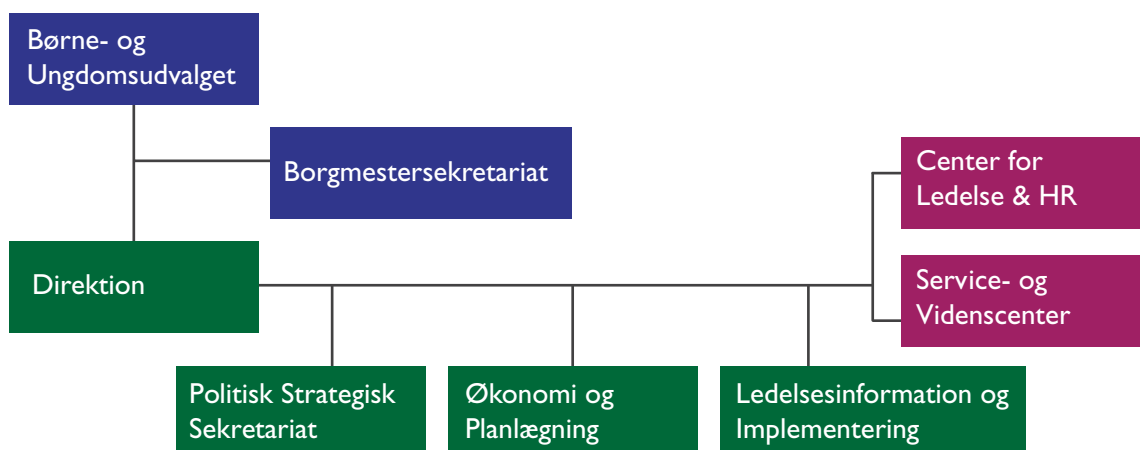 Børne- og
Ungdomsudvalget
Borgmestersekretariat
Center for
Ledelse & HR
Direktion
Service- og
Videnscenter
Politisk Strategisk
Sekretariat
Økonomi og
Planlægning
Ledelsesinformation og
Implementering